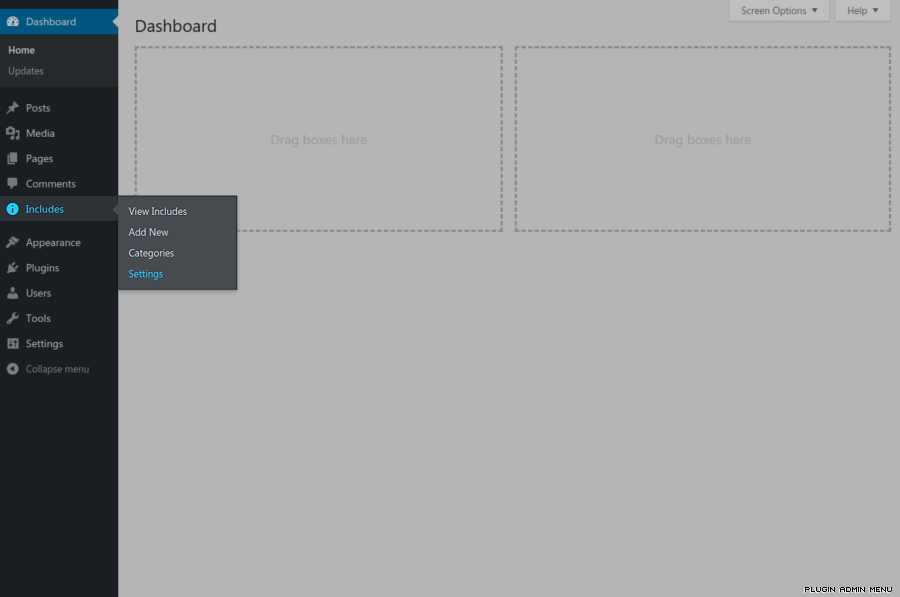 Dashboard
Home
Updates
Posts
Media
Pages
Comments
Includes
Appearance
Plugins
Users
Tools
Settings
Collapse menu
View Includes
Add New
Categories
Settings
Screen Options
Help
Dashboard
Drag boxes here
Drag boxes here
PLUGIN ADMIN MENU